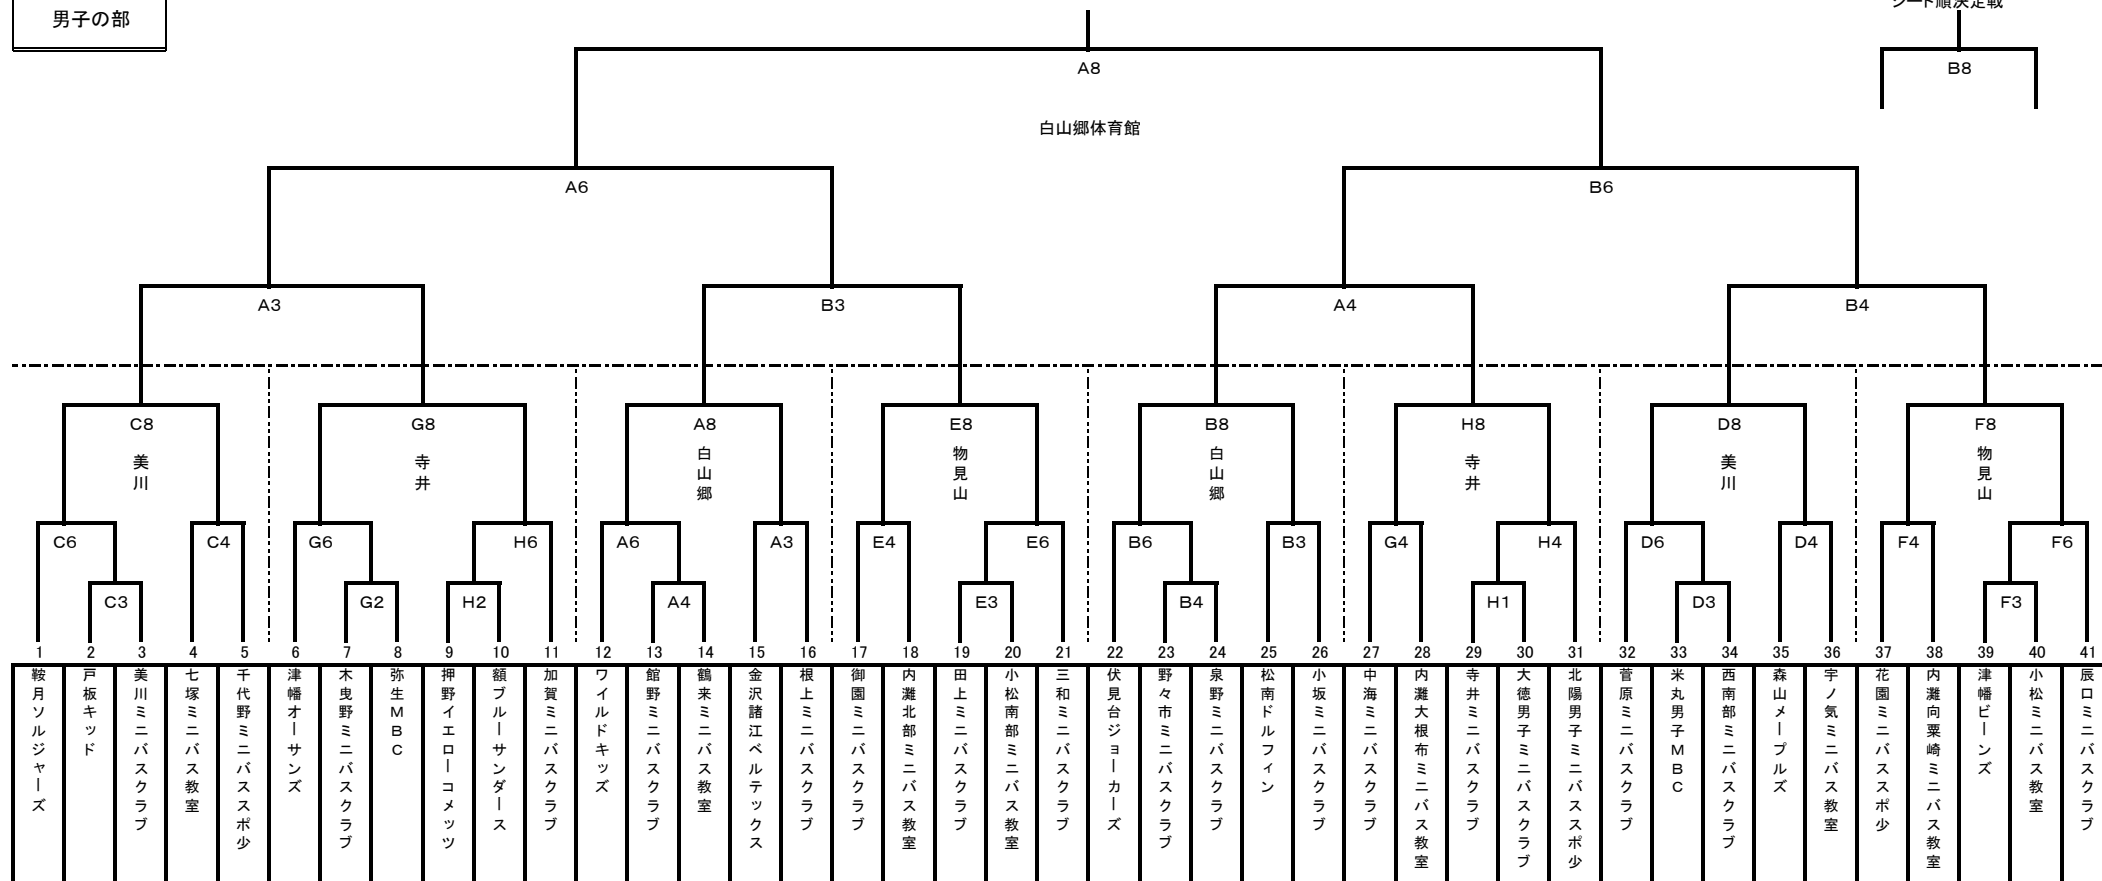 男子の部
シード順決定戦
A8
B8
白山郷体育館
A6
B6
A3
B3
A4
B4
C8
G8
A8
E8
B8
H8
D8
F8
美川
寺井
白山郷
物見山
白山郷
寺井
美川
物見山
C6
C4
G6
H6
A6
A3
E4
E6
B6
B3
G4
H4
D6
D4
F4
F6
C3
G2
H2
A4
E3
B4
H1
D3
F3
1 2 3 4 5 6 7 8 9 10 11 12 13 14 15 16 17 18 19 20 21 22 23 24 25 26 27 28 29 30 31 32 33 34 35 36 37 38 39 40 41
鞍月ソルジャーズ
戸板キッド
美川ミニバスクラブ
七塚ミニバス教室
千代野ミニバススポ少
津幡オーサンズ
木曳野ミニバスクラブ
弥生MBC
押野イエローコメッツ
額ブルーサンダース
加賀ミニバスクラブ
ワイルドキッズ
館野ミニバスクラブ
鶴来ミニバス教室
金沢諸江ベルテックス
根上ミニバスクラブ
御園ミニバスクラブ
内灘北部ミニバス教室
田上ミニバスクラブ
小松南部ミニバス教室
三和ミニバスクラブ
伏見台ジョーカーズ
野々市ミニバスクラブ
泉野ミニバスクラブ
松南ドルフィン
小坂ミニバスクラブ
中海ミニバスクラブ
内灘大根布ミニバス教室
寺井ミニバスクラブ
大徳男子ミニバスクラブ
北陽男子ミニバススポ少
菅原ミニバスクラブ
米丸男子MBC
西南部ミニバスクラブ
森山メープルズ
宇ノ気ミニバス教室
花園ミニバススポ少
内灘向粟崎ミニバス教室
津幡ビーンズ
小松ミニバス教室
辰口ミニバスクラブ